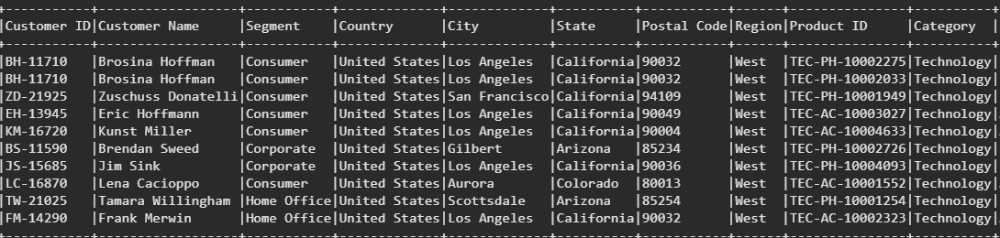 |Customer ID|Customer Name    |Segment    |Country      |City         |State     |Postal Code|Region|Product ID     |Category  |
|BH-11710   |Brosina Hoffman  |Consumer   |United States|Los Angeles  |California|90032      |West  |TEC-PH-10002275|Technology|
|BH-11710   |Brosina Hoffman  |Consumer   |United States|Los Angeles  |California|90032      |West  |TEC-PH-10002033|Technology|
|ZD-21925   |Zuschuss Donatelli|Consumer   |United States|San Francisco|California|94109      |West  |TEC-PH-10001949|Technology|
|EH-13945   |Eric Hoffmann    |Consumer   |United States|Los Angeles  |California|90049      |West  |TEC-AC-10003027|Technology|
|KM-16720   |Kunst Miller     |Consumer   |United States|Los Angeles  |California|90004      |West  |TEC-AC-10004633|Technology|
|BS-11590   |Brendan Sweed    |Corporate  |United States|Gilbert      |Arizona   |85234      |West  |TEC-PH-10002726|Technology|
|JS-15685   |Jim Sink         |Corporate  |United States|Los Angeles  |California|90036      |West  |TEC-PH-10004093|Technology|
|LC-16870   |Lena Cacioppo    |Consumer   |United States|Aurora       |Colorado  |80013      |West  |TEC-AC-10001552|Technology|
|TW-21025   |Tamara Willingham|Home Office|United States|Scottsdale   |Arizona   |85254      |West  |TEC-PH-10001254|Technology|
|FM-14290   |Frank Merwin     |Home Office|United States|Los Angeles  |California|90032      |West  |TEC-AC-10002323|Technology|